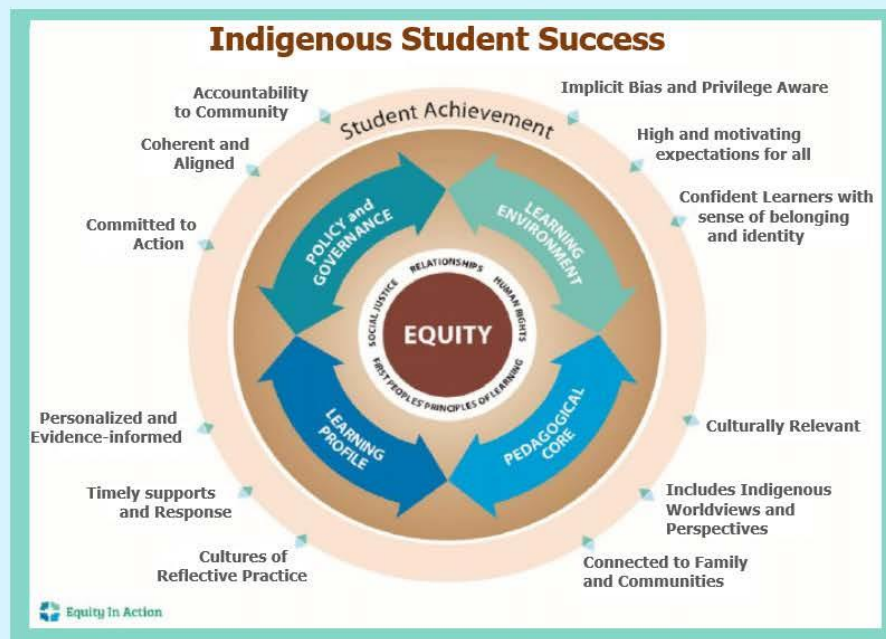 Indigenous Student Success
Accountability
to Community
Coherent and
Aligned
Committed to
Action
Implicit Bias and Privilege Aware
High and motivating
expectations for all
Confident Learners with
sense of belonging
and identity
Student Achievement
POLICY and
GOVERNANCE
LEARNING
ENVIRONMENT
RELATIONSHIPS
SOCIAL JUSTICE
HUMAN RIGHTS
EQUITY
FIRST PEOPLES' PRINCIPLES OF LEARNING
LEARNING
PROFILE
PEDAGOGICAL
CORE
Personalized and
Evidence-informed
Timely supports
and Response
Cultures of
Reflective Practice
Culturally Relevant
Includes Indigenous
Worldviews and
Perspectives
Connected to Family
and Communities
Equity In Action